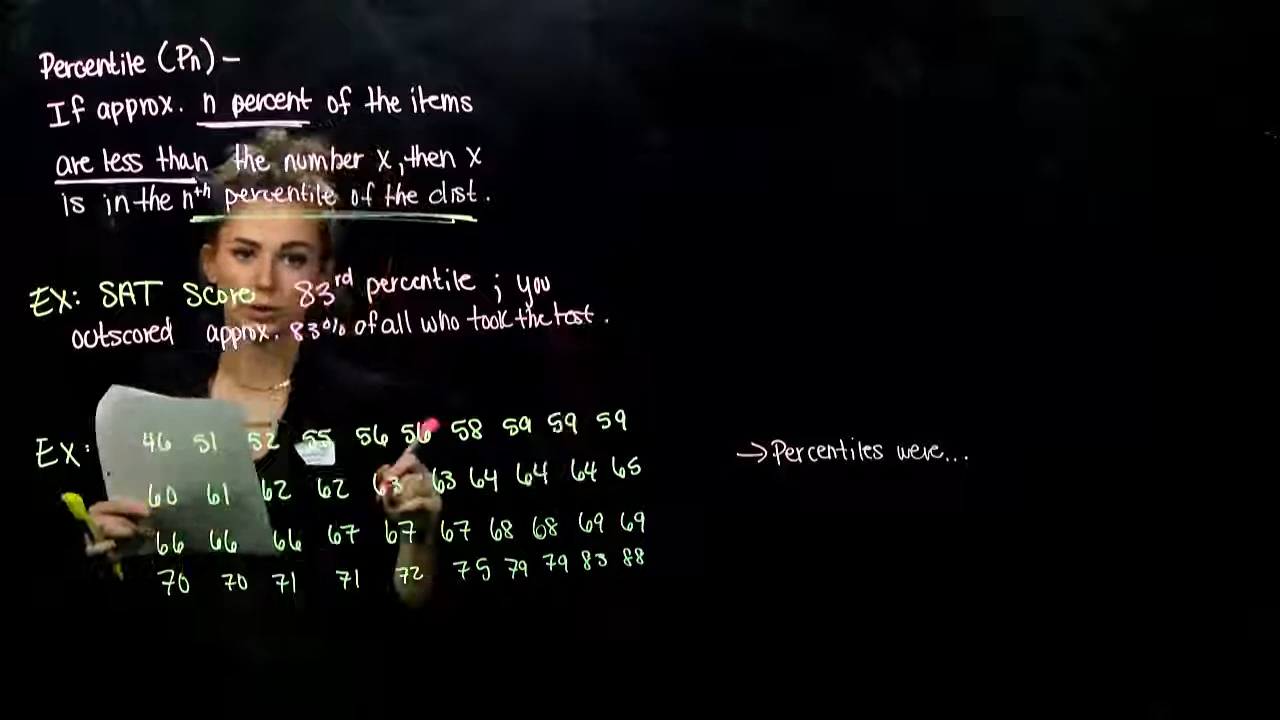 Percentile (Pn) -
If approx. n percent of the items
are less than the number x, then x
is in the nth percentile of the dist.
EX: SAT Score 83rd percentile ; you
outscored approx. 83% of all who took the test.
Ex: 46 51 52 55 56 56 58 59 59 59
60 61 62 62 63 63 64 64 64 65
66 66 66 67 67 67 68 68 69 69
70 70 71 71 72 75 79 79 83 88
→ Percentiles were...